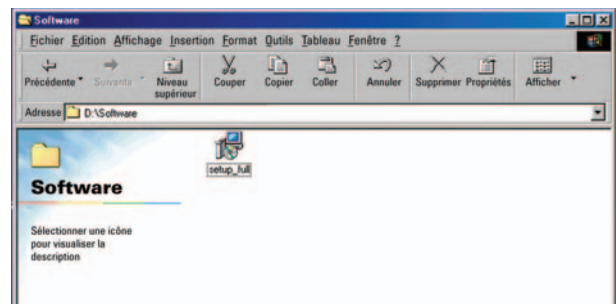 Software
Fichier Edition Affichage Insertion Format Outils Tableau Fenêtre ?
Précédente Suivante Niveau supérieur Couper Copier Coller Annuler Supprimer Propriétés Afficher
Adresse D:\Software
setup_full
Software
Sélectionner une icône
pour visualiser la
description